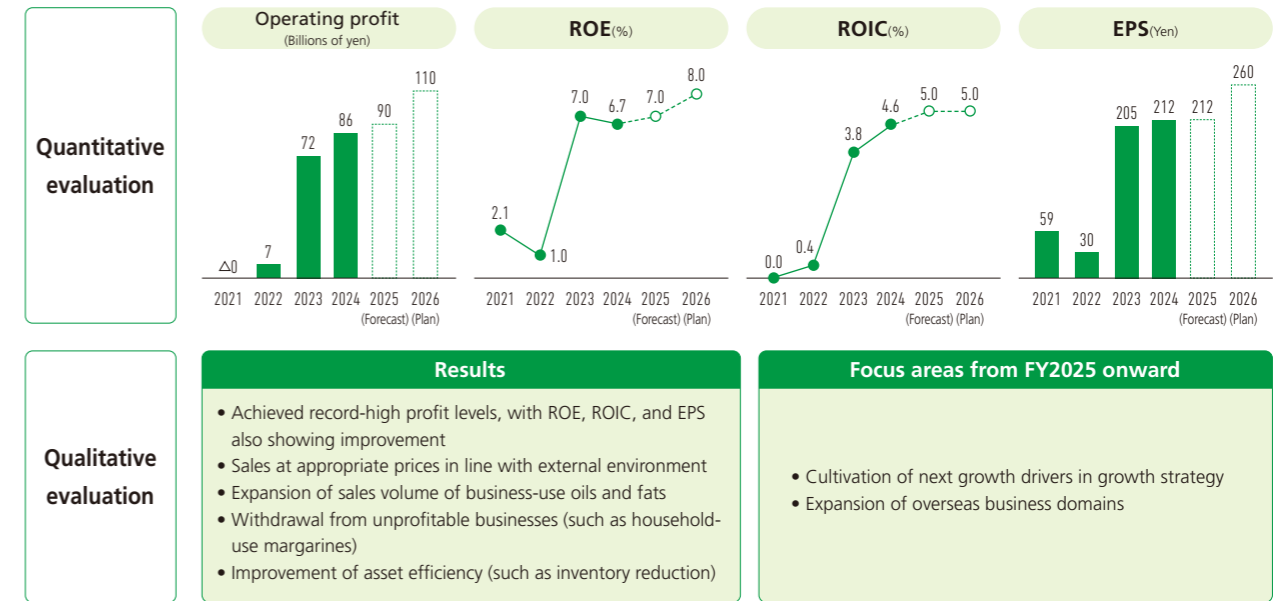 Quantitative
evaluation
Operating profit
(Billions of yen)
△0
7
72
86
90
110
2021 2022 2023 2024 2025 2026
(Forecast) (Plan)
ROE(%)
2.1
1.0
7.0
6.7
7.0
8.0
2021 2022 2023 2024 2025 2026
(Forecast) (Plan)
ROIC(%)
0.0
0.4
3.8
4.6
5.0
5.0
2021 2022 2023 2024 2025 2026
(Forecast) (Plan)
EPS(Yen)
59
30
205
212
212
260
2021 2022 2023 2024 2025 2026
(Forecast) (Plan)
Qualitative
evaluation
Results
• Achieved record-high profit levels, with ROE, ROIC, and EPS
also showing improvement
• Sales at appropriate prices in line with external environment
• Expansion of sales volume of business-use oils and fats
• Withdrawal from unprofitable businesses (such as household-
use margarines)
• Improvement of asset efficiency (such as inventory reduction)
Focus areas from FY2025 onward
• Cultivation of next growth drivers in growth strategy
• Expansion of overseas business domains